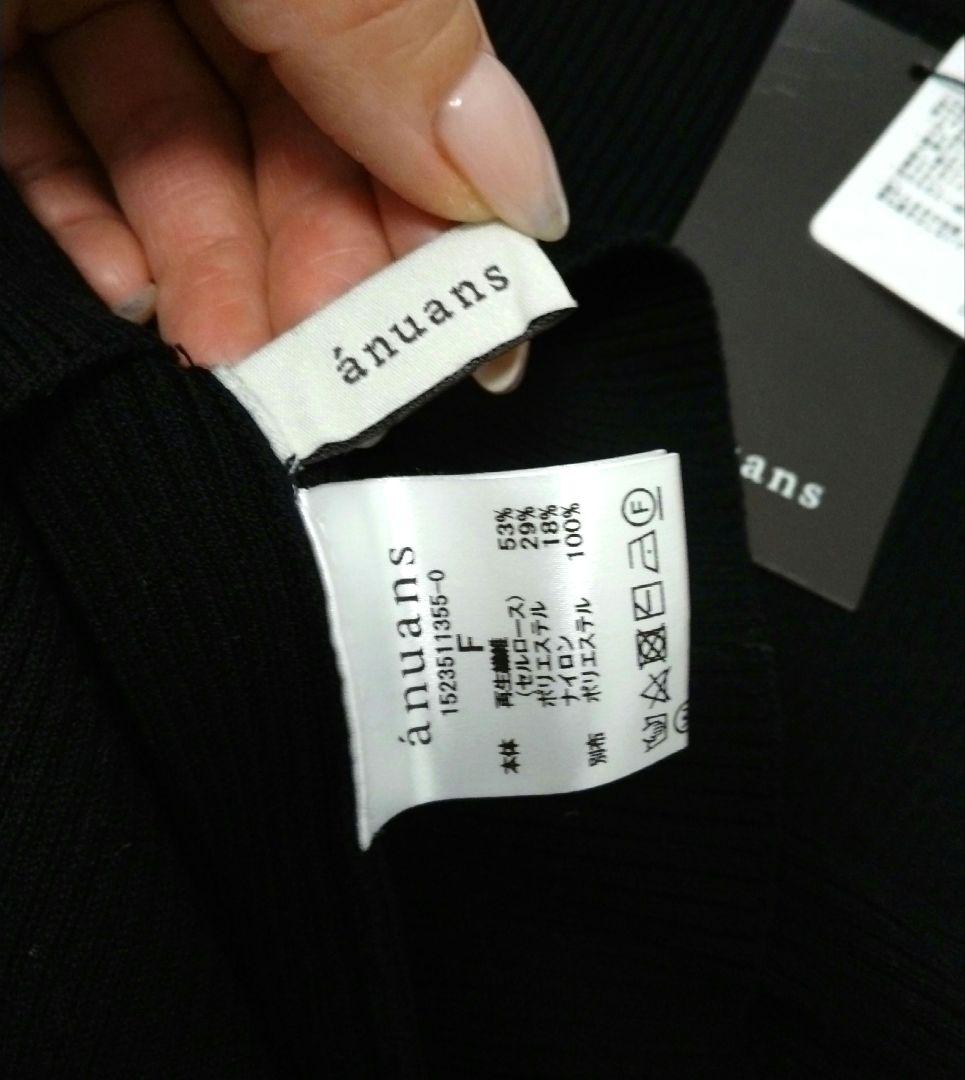 ánuans
ánuans
1523511355-0
F
本体 再生繊維 53%
(セルロース)
ポリエステル 29%
ナイロン 18%
別布 ポリエステル 100%
F
ans